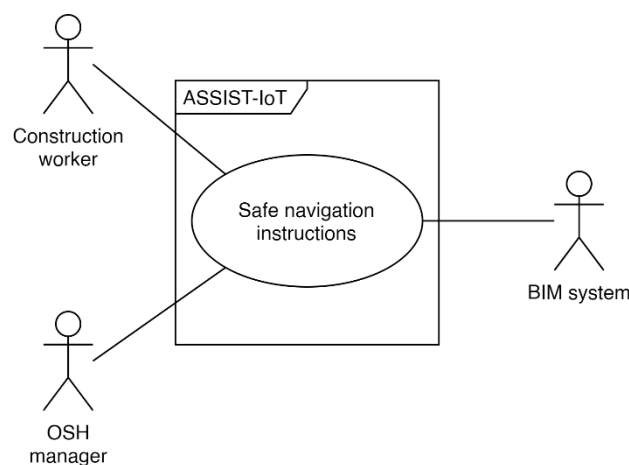 ASSIST-IoT
Construction
worker
Safe navigation
instructions
BIM system
OSH
manager